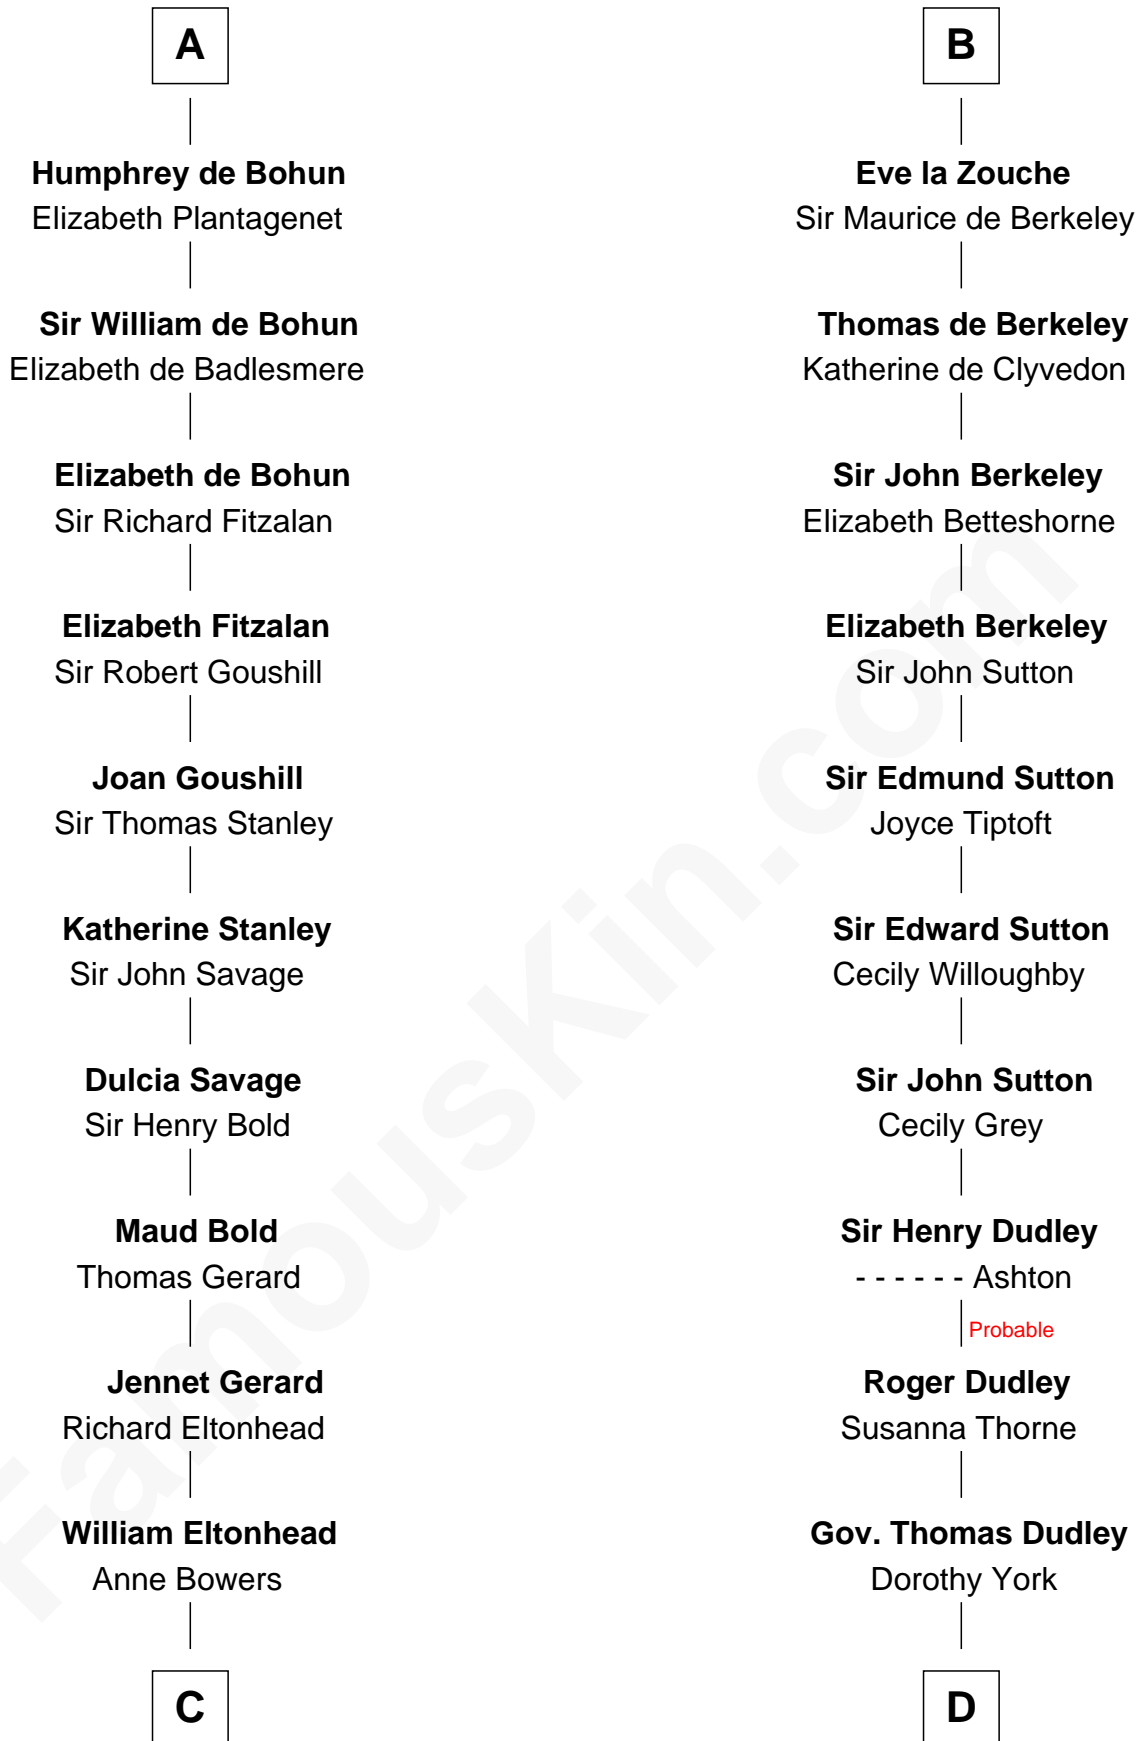 A
Humphrey de Bohun
Elizabeth Plantagenet
Sir William de Bohun
Elizabeth de Badlesmere
Elizabeth de Bohun
Sir Richard Fitzalan
Elizabeth Fitzalan
Sir Robert Goushill
Joan Goushill
Sir Thomas Stanley
Katherine Stanley
Sir John Savage
Dulcia Savage
Sir Henry Bold
Maud Bold
Thomas Gerard
Jennet Gerard
Richard Eltonhead
William Eltonhead
Anne Bowers
C
B
Eve la Zouche
Sir Maurice de Berkeley
Thomas de Berkeley
Katherine de Clyvedon
Sir John Berkeley
Elizabeth Betteshorne
Elizabeth Berkeley
Sir John Sutton
Sir Edmund Sutton
Joyce Tiptoft
Sir Edward Sutton
Cecily Willoughby
Sir John Sutton
Cecily Grey
Sir Henry Dudley
- - - - - - Ashton
Probable
Roger Dudley
Susanna Thorne
Gov. Thomas Dudley
Dorothy York
D
FamousKin.com